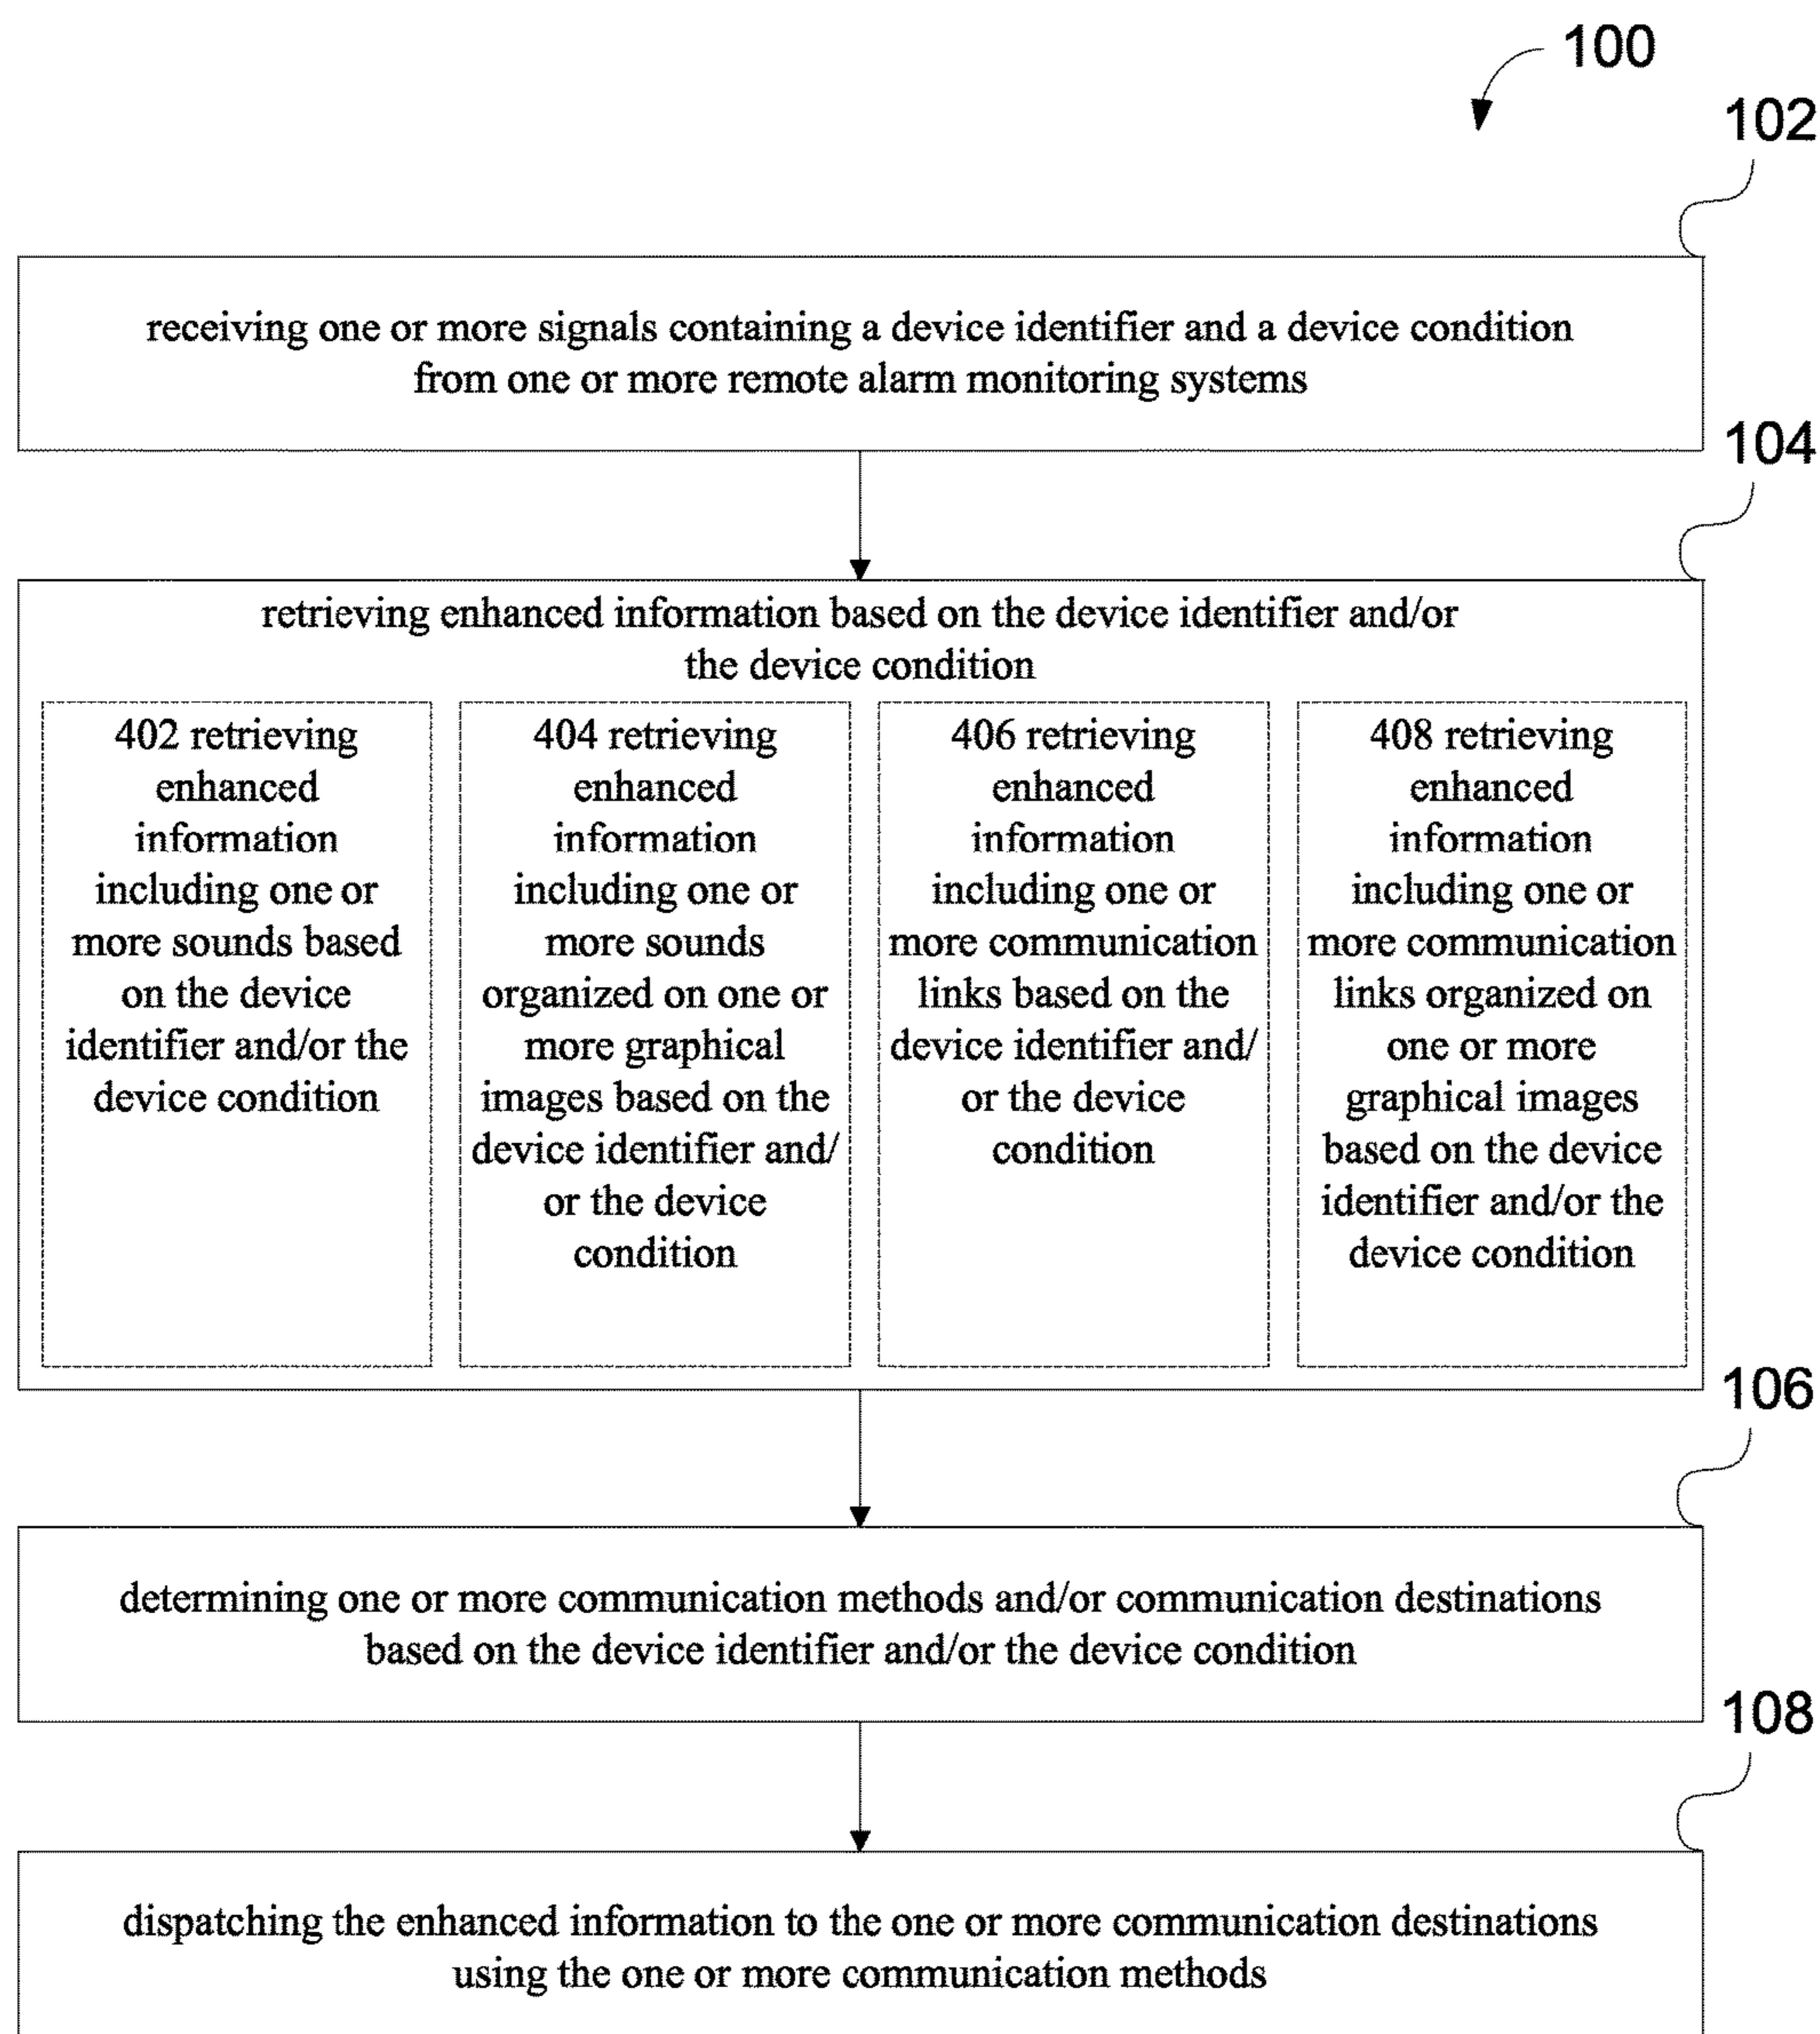 100
102
receiving one or more signals containing a device identifier and a device condition
from one or more remote alarm monitoring systems
104
retrieving enhanced information based on the device identifier and/or
the device condition
402 retrieving
enhanced
information
including one or
more sounds based
on the device
identifier and/or the
device condition
404 retrieving
enhanced
information
including one or
more sounds
organized on one or
more graphical
images based on the
device identifier and/
or the device
condition
406 retrieving
enhanced
information
including one or
more communication
links based on the
device identifier and/
or the device
condition
408 retrieving
enhanced
information
including one or
more communication
links organized on
one or more
graphical images
based on the device
identifier and/or the
device condition
106
determining one or more communication methods and/or communication destinations
based on the device identifier and/or the device condition
108
dispatching the enhanced information to the one or more communication destinations
using the one or more communication methods